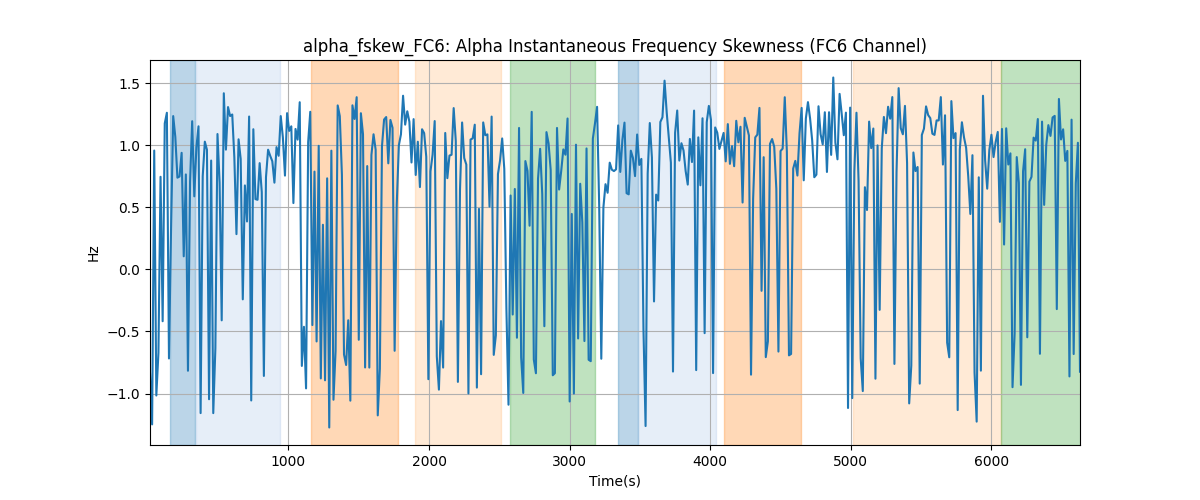 alpha_fskew_FC6: Alpha Instantaneous Frequency Skewness (FC6 Channel)
1.5
1.0
0.5
0.0
−0.5
−1.0
Hz
1000 2000 3000 4000 5000 6000
Time(s)